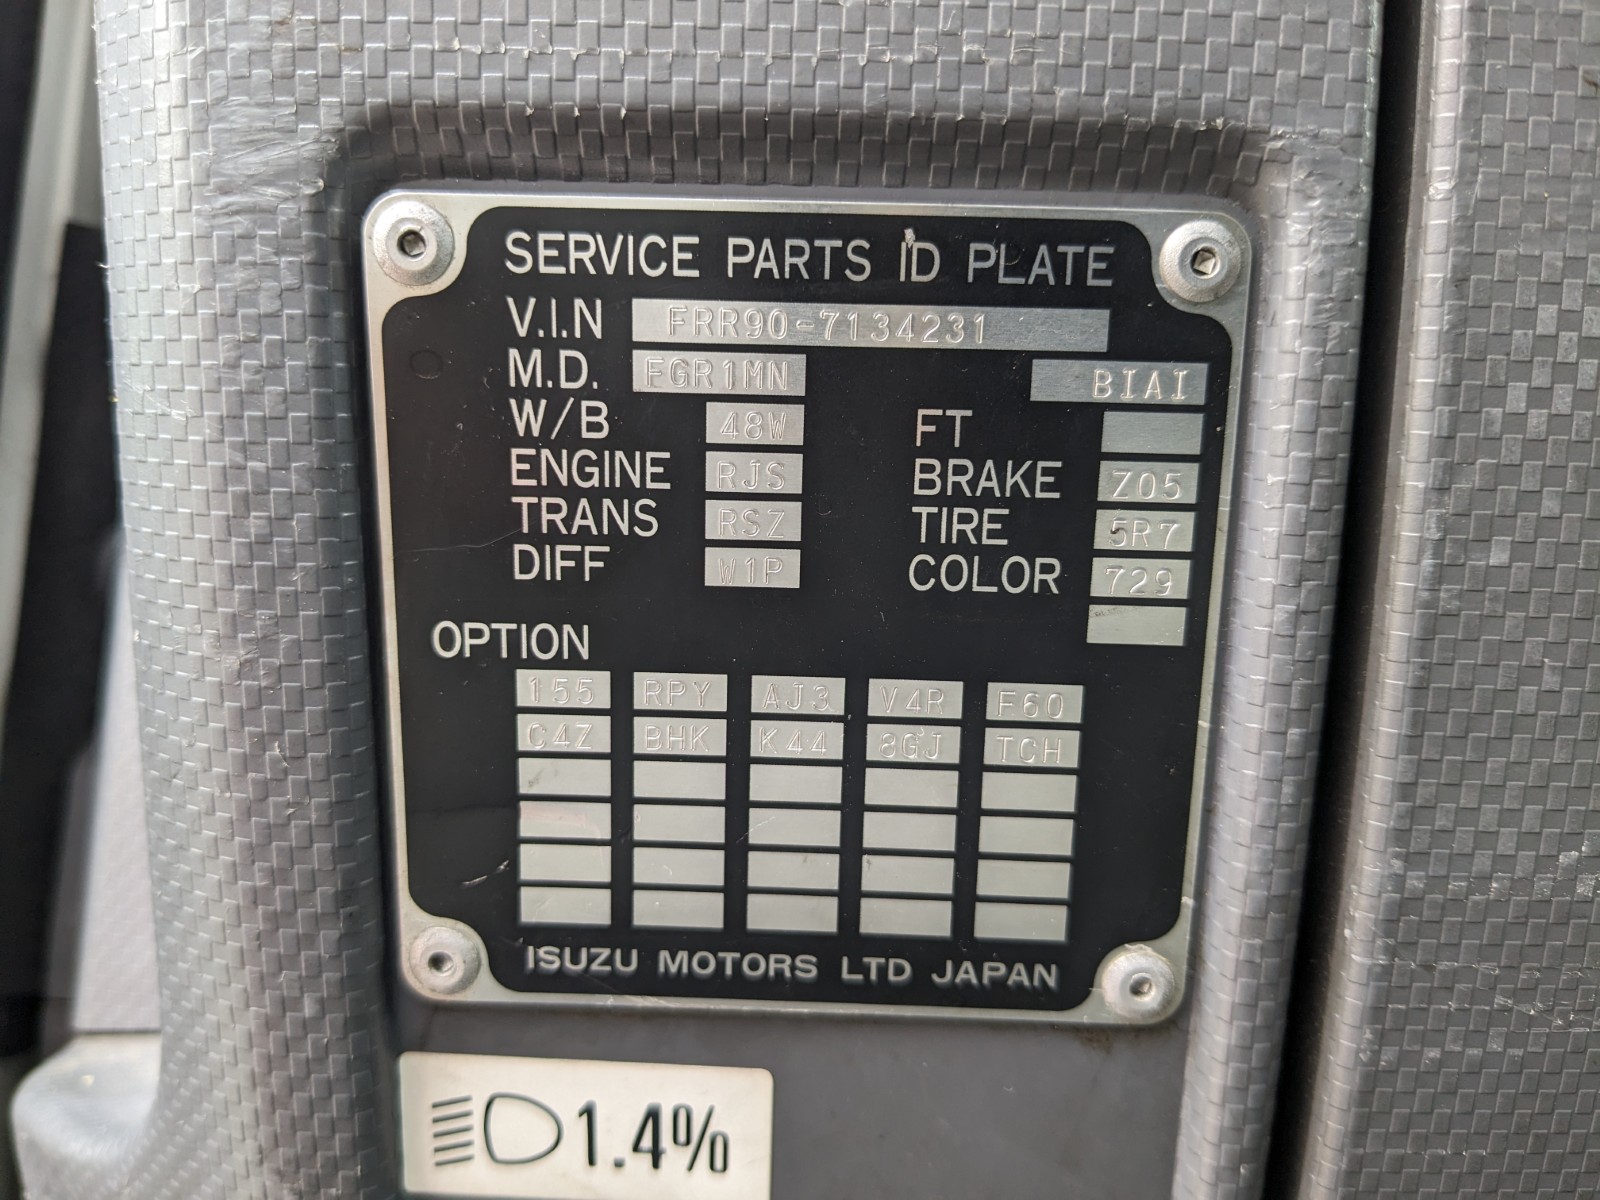 SERVICE PARTS ID PLATE
V.I.N FRR90-7134231
M.D. FGR1MN BIAI
W/B 48W FT
ENGINE RJS BRAKE Z05
TRANS RSZ TIRE 5R7
DIFF W1P COLOR 729
OPTION
155 RPY AJ3 V4R F60
C4Z BHK K44 8GJ TCH
ISUZU MOTORS LTD JAPAN
1.4%